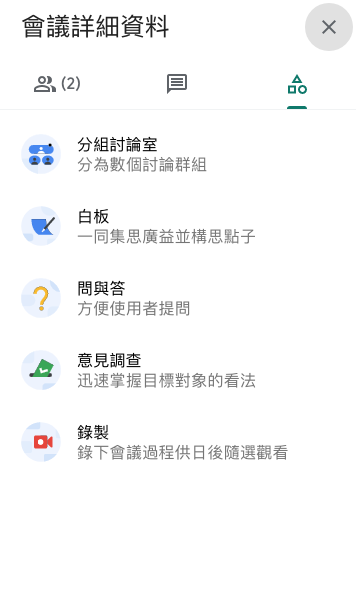 會議詳細資料
(2)
分組討論室
分為數個討論群組
白板
一同集思廣益並構思點子
問與答
方便使用者提問
意見調查
迅速掌握目標對象的看法
錄製
錄下會議過程供日後隨選觀看